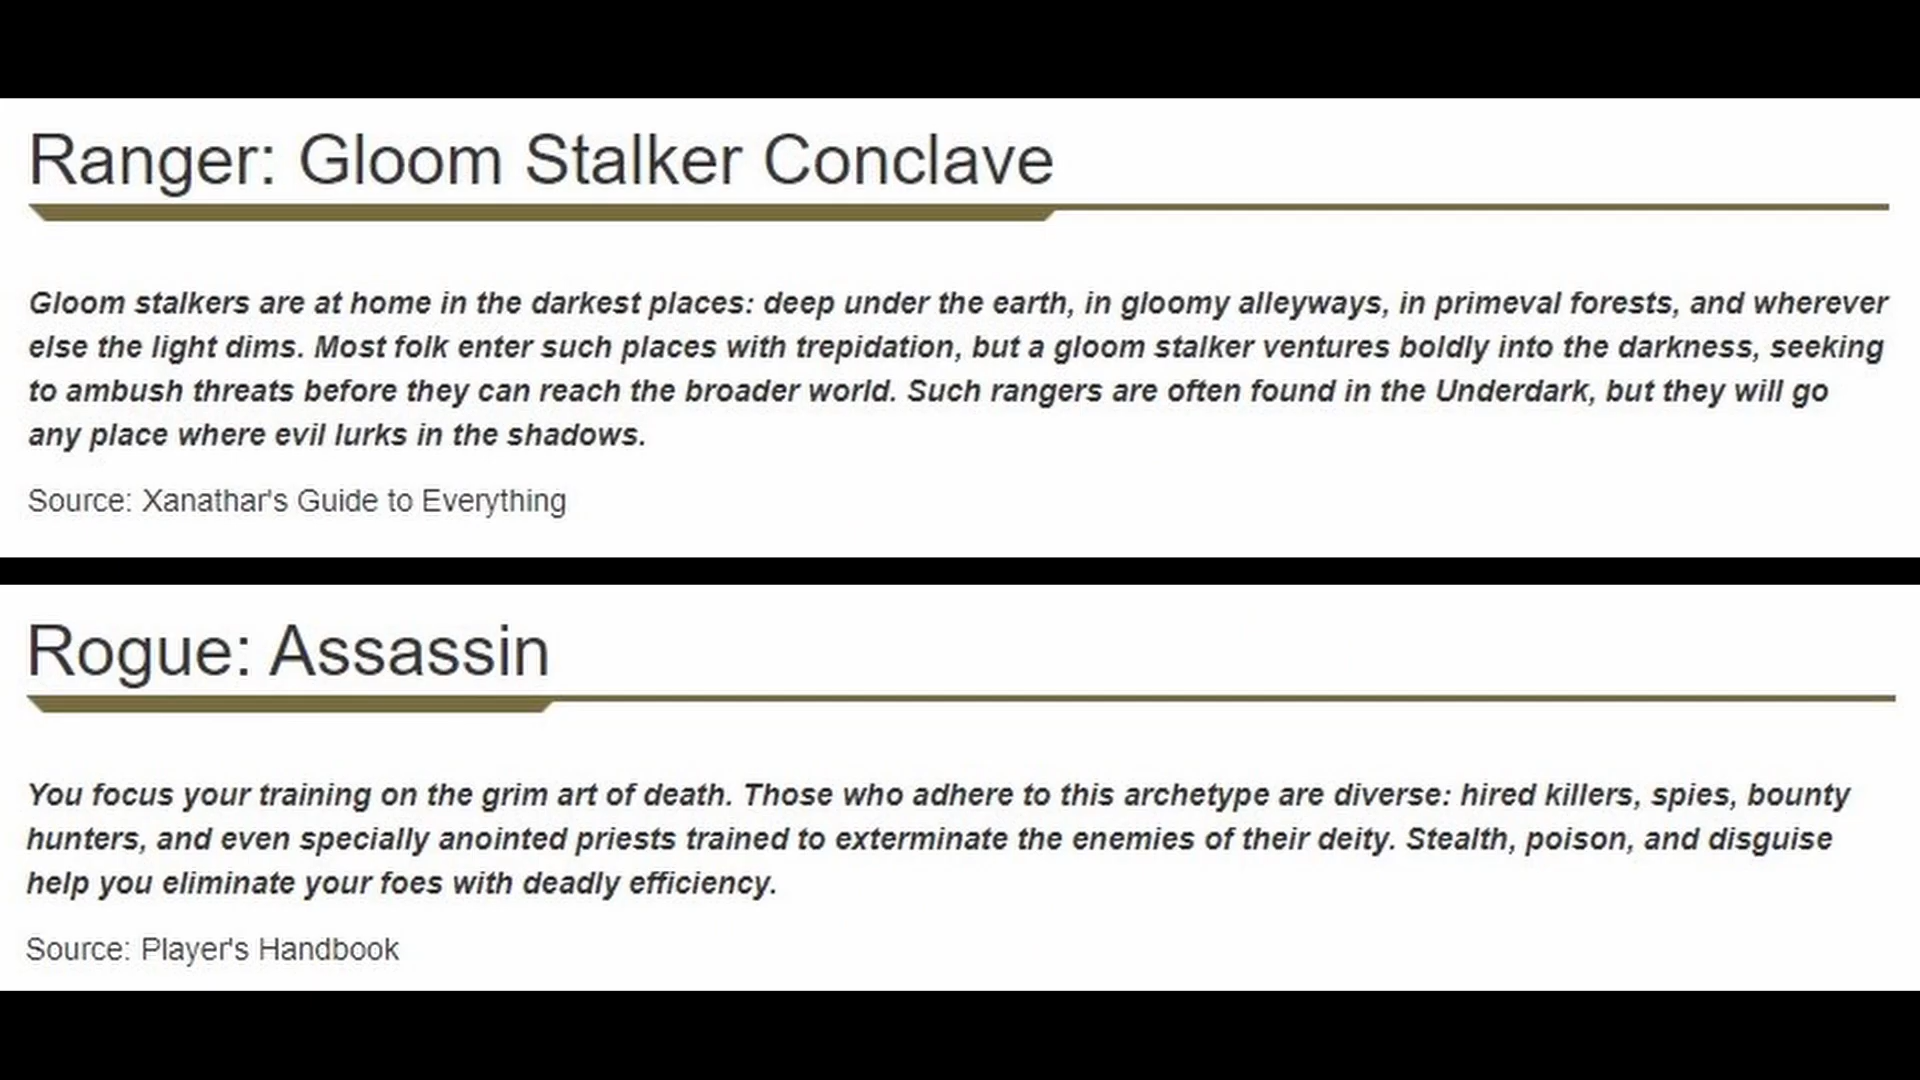 Ranger: Gloom Stalker Conclave
Gloom stalkers are at home in the darkest places: deep under the earth, in gloomy alleyways, in primeval forests, and wherever
else the light dims. Most folk enter such places with trepidation, but a gloom stalker ventures boldly into the darkness, seeking
to ambush threats before they can reach the broader world. Such rangers are often found in the Underdark, but they will go
any place where evil lurks in the shadows.
Source: Xanathar's Guide to Everything
Rogue: Assassin
You focus your training on the grim art of death. Those who adhere to this archetype are diverse: hired killers, spies, bounty
hunters, and even specially anointed priests trained to exterminate the enemies of their deity. Stealth, poison, and disguise
help you eliminate your foes with deadly efficiency.
Source: Player's Handbook